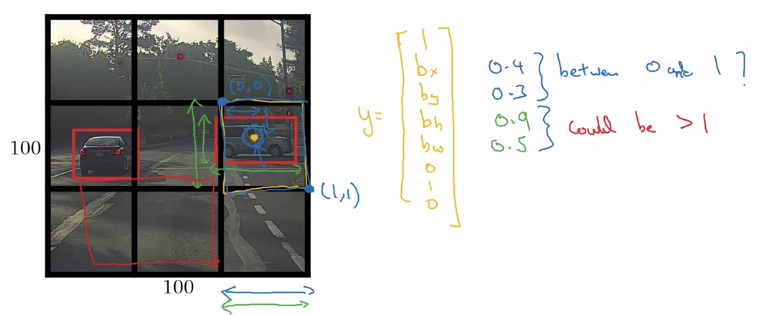 (0,0)
100
(1,1)
100
y =
1
bx
by
bh
bw
0
1
0
0.4
0.3
between 0 and 1?
0.9
0.5
could be >1